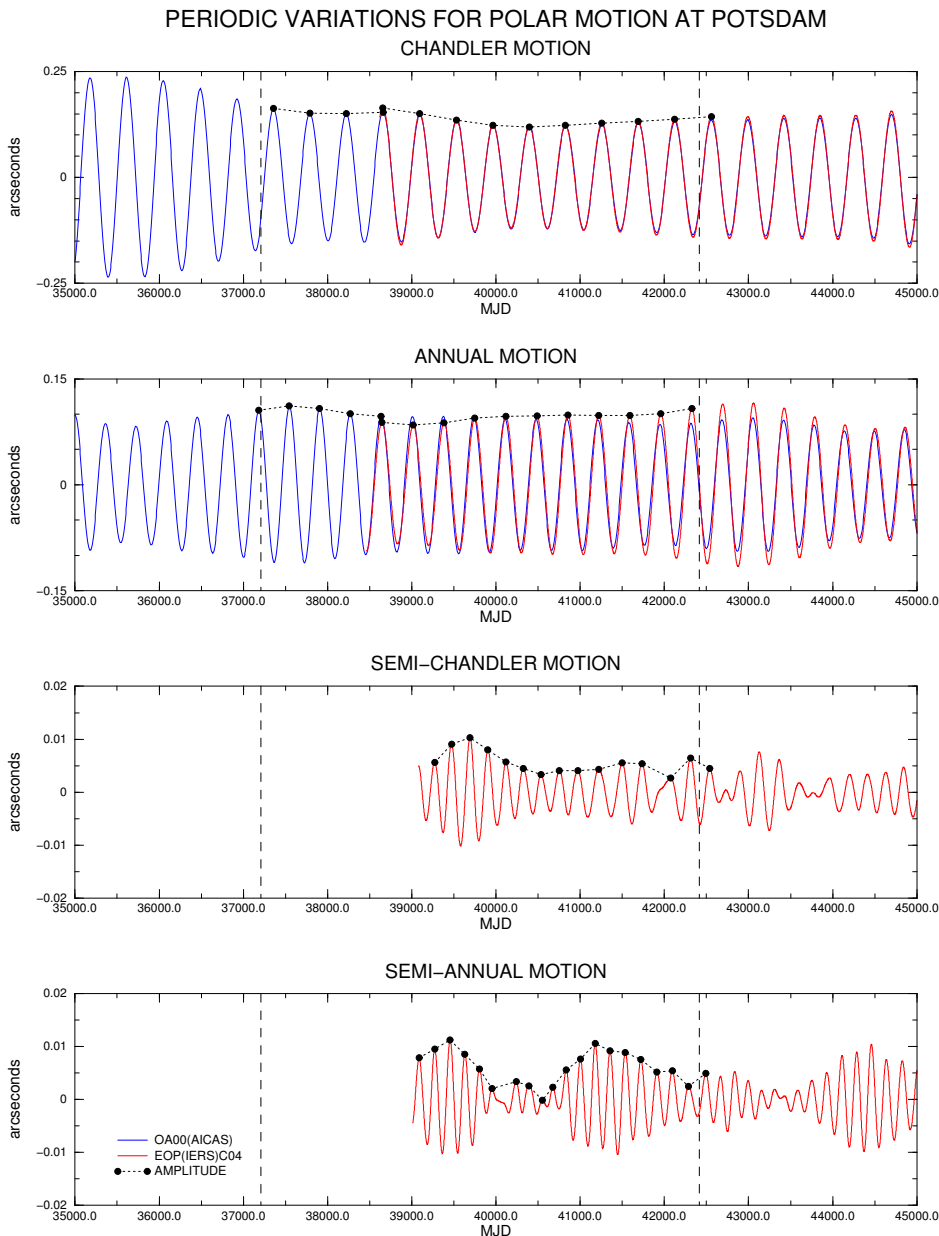 PERIODIC VARIATIONS FOR POLAR MOTION AT POTSDAM
CHANDLER MOTION
0.25
0
−0.25
arcseconds
35000.0 36000.0 37000.0 38000.0 39000.0 40000.0 41000.0 42000.0 43000.0 44000.0 45000.0
MJD
ANNUAL MOTION
0.15
0
−0.15
arcseconds
35000.0 36000.0 37000.0 38000.0 39000.0 40000.0 41000.0 42000.0 43000.0 44000.0 45000.0
MJD
SEMI−CHANDLER MOTION
0.02
0.01
0
−0.01
−0.02
arcseconds
35000.0 36000.0 37000.0 38000.0 39000.0 40000.0 41000.0 42000.0 43000.0 44000.0 45000.0
MJD
SEMI−ANNUAL MOTION
0.02
0.01
0
−0.01
−0.02
arcseconds
OA00(AICAS)
EOP(IERS)C04
AMPLITUDE
35000.0 36000.0 37000.0 38000.0 39000.0 40000.0 41000.0 42000.0 43000.0 44000.0 45000.0
MJD